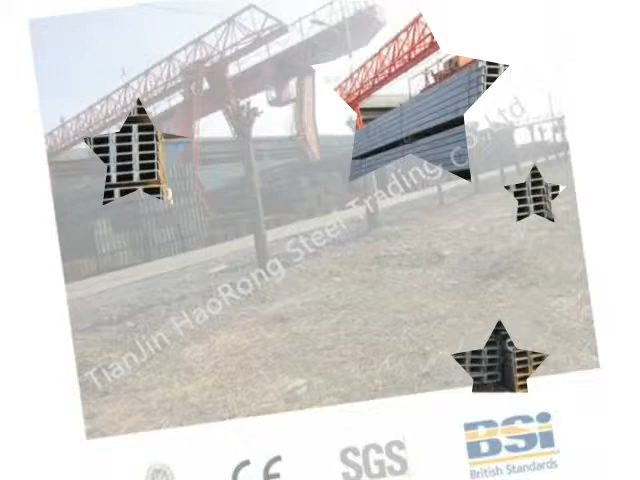 TianJin HaoRong Steel Trading Co.,Ltd
CE
SGS
BSi
British Standards